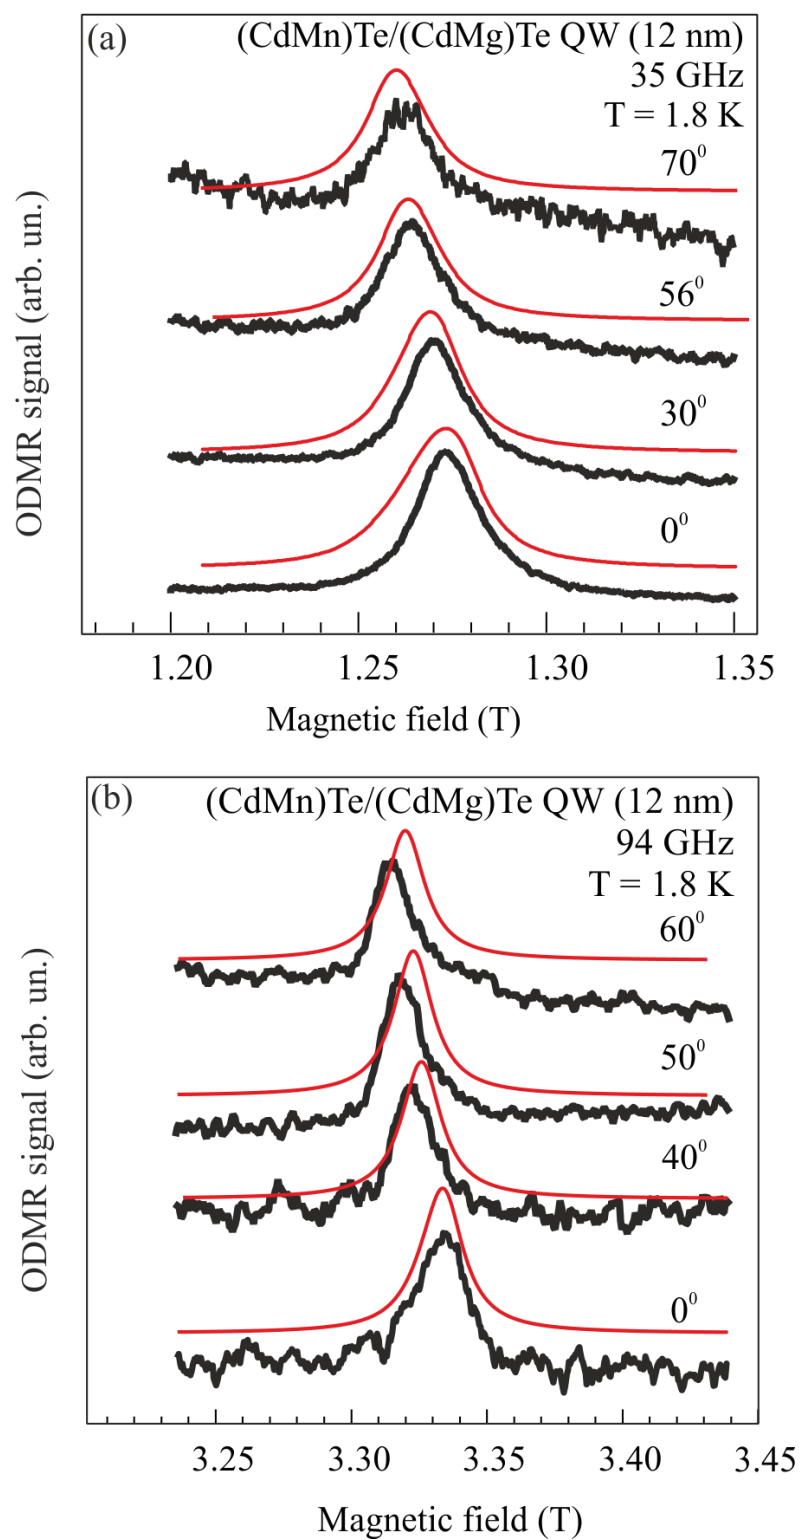 (a)
(CdMn)Te/(CdMg)Te QW (12 nm)
35 GHz
T = 1.8 K
70⁰
56⁰
30⁰
0⁰
ODMR signal (arb. un.)
1.20 1.25 1.30 1.35
Magnetic field (T)
(b)
(CdMn)Te/(CdMg)Te QW (12 nm)
94 GHz
T = 1.8 K
60⁰
50⁰
40⁰
0⁰
ODMR signal (arb. un.)
3.25 3.30 3.35 3.40 3.45
Magnetic field (T)